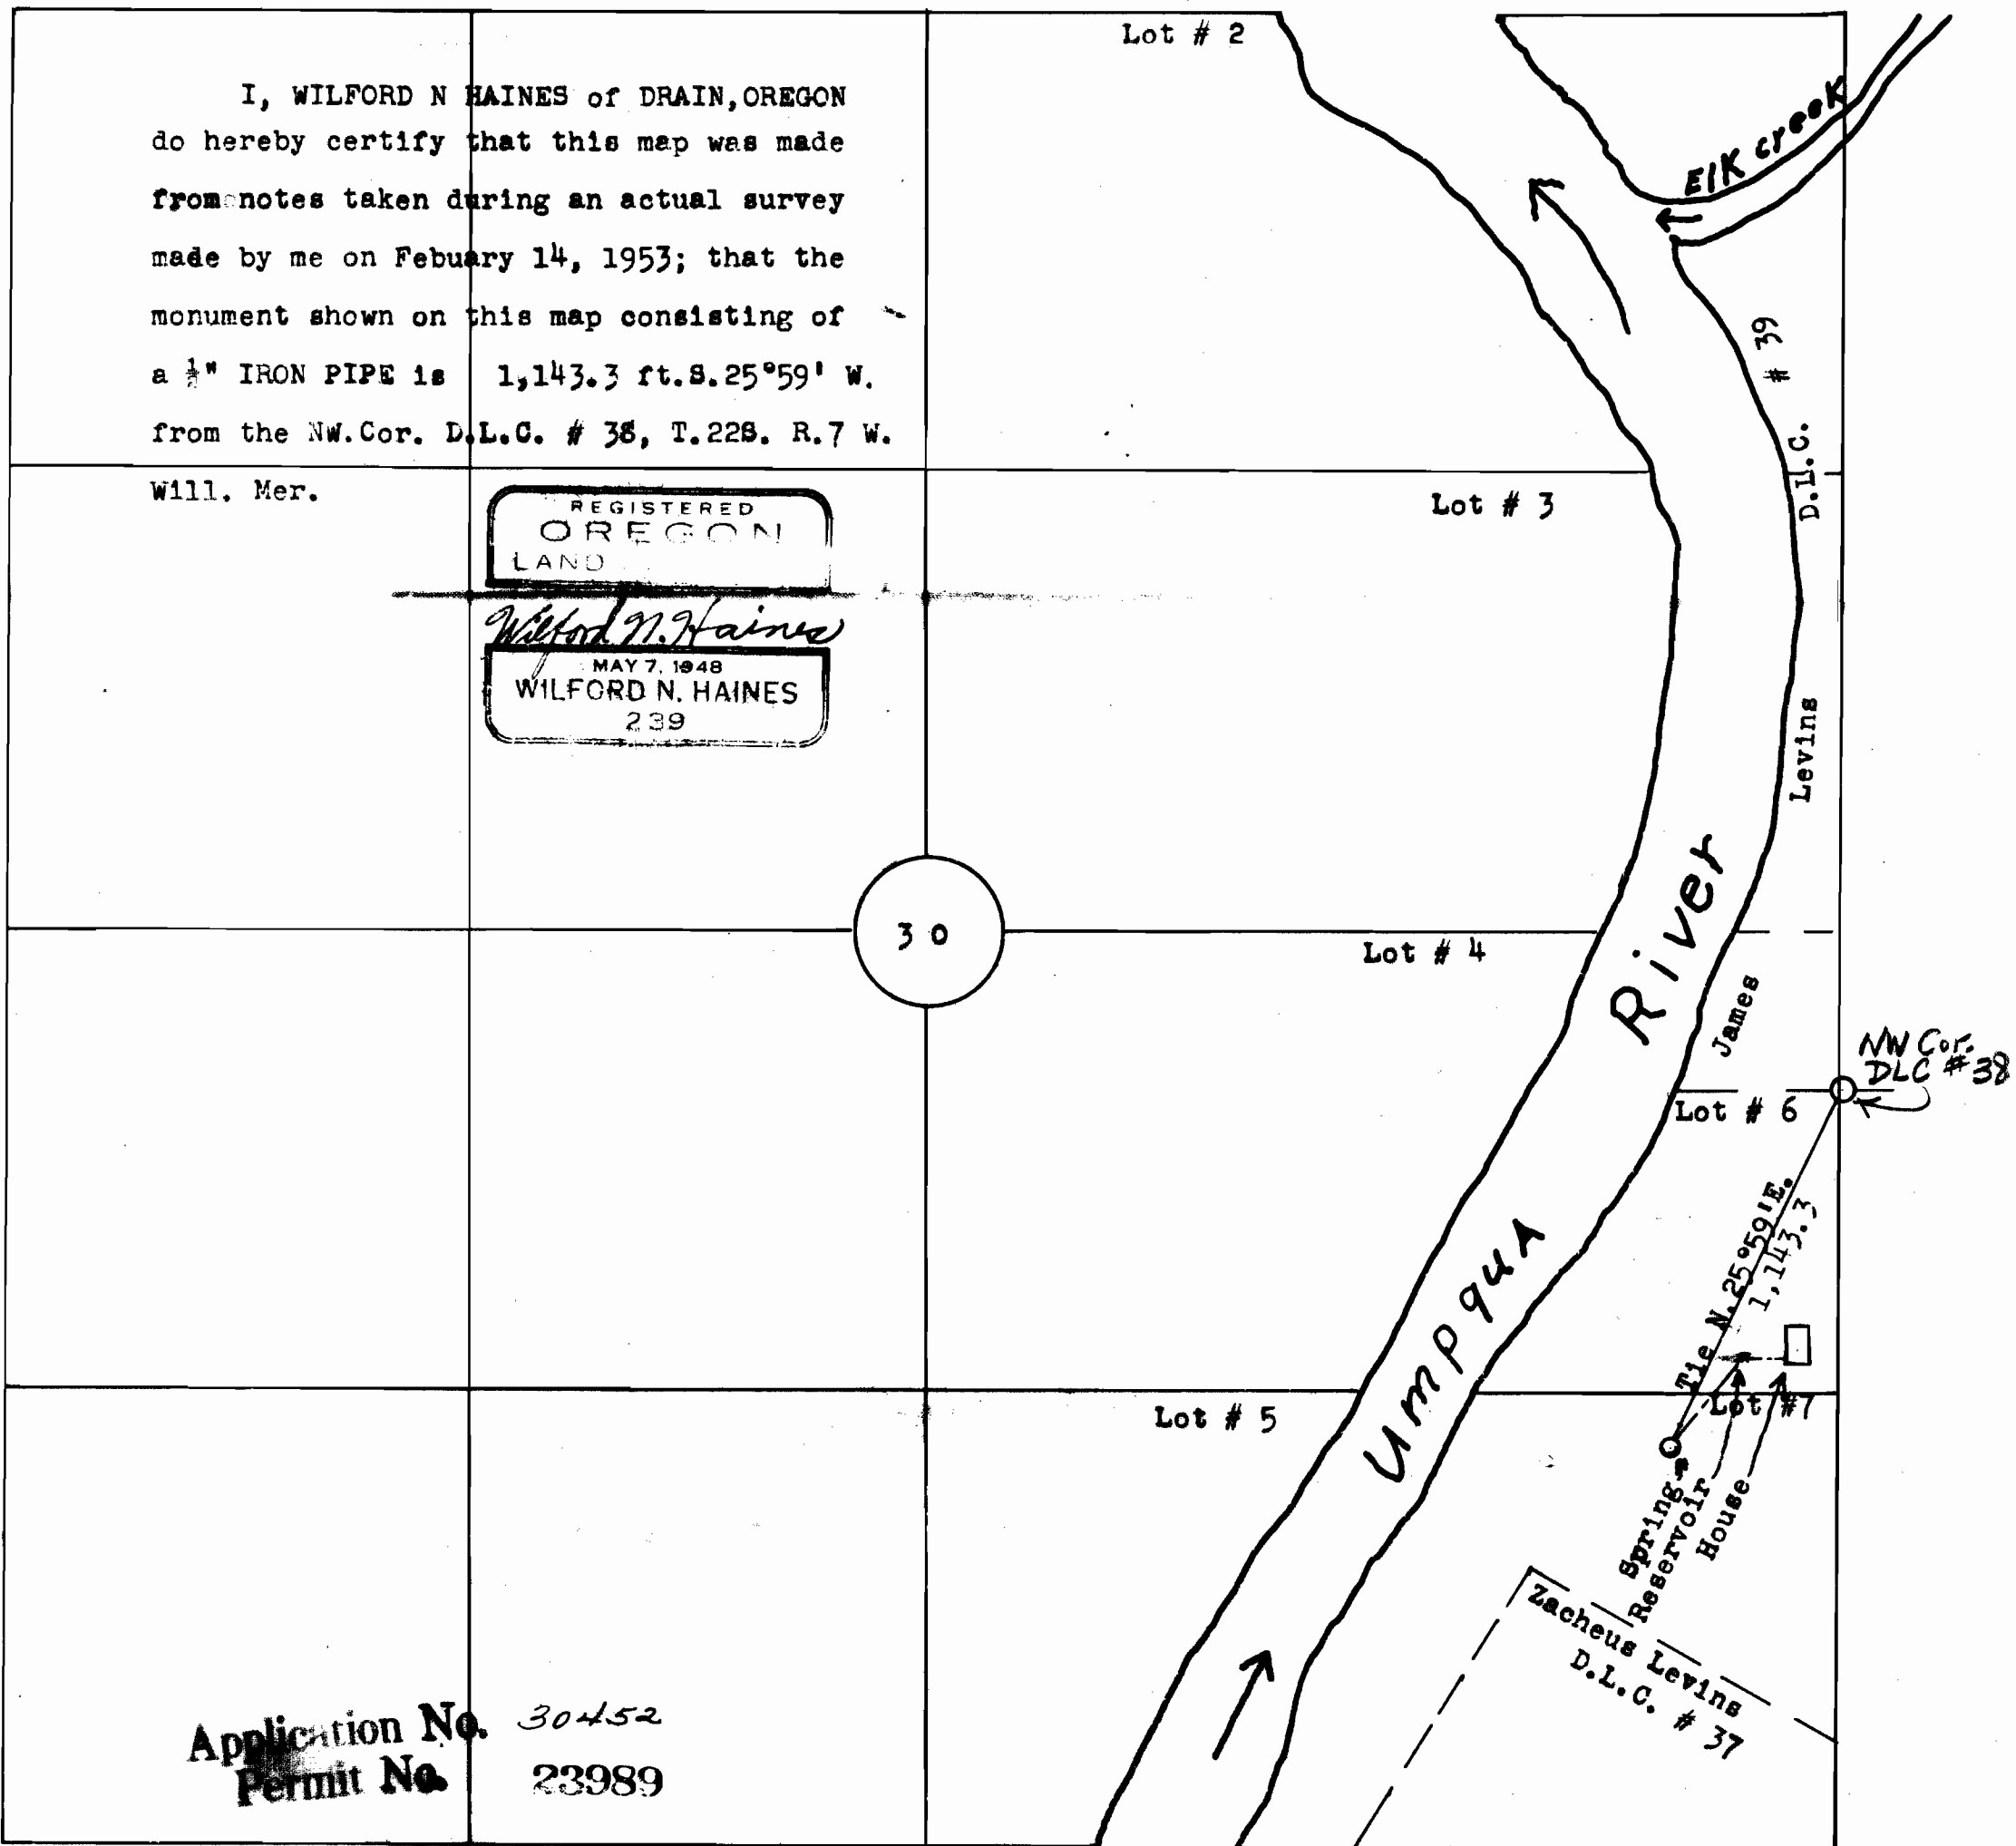 Lot # 2
I, WILFORD N HAINES of DRAIN, OREGON
do hereby certify that this map was made
from notes taken during an actual survey
made by me on Febuary 14, 1953; that the
monument shown on this map consisting of
a ½" IRON PIPE is 1,143.3 ft.S.25°59' W.
from the NW.Cor. D.L.C. # 38, T.22S. R.7 W.
Will. Mer.
REGISTERED
OREGON
LAND
Wilford N. Haines
MAY 7, 1948
WILFORD N. HAINES
239
Elk creek
James Levins D.L.C. # 39
Lot # 3
30
Lot # 4
Umpqua River
NW Cor.
DLC #38
Lot # 6
Tie N.25°59'E.
1,143.3
Lot # 5
Lot #7
Spring
Reservoir
House
Zacheus Levins
D.L.C. # 37
Application No. 30452
Permit No. 23989